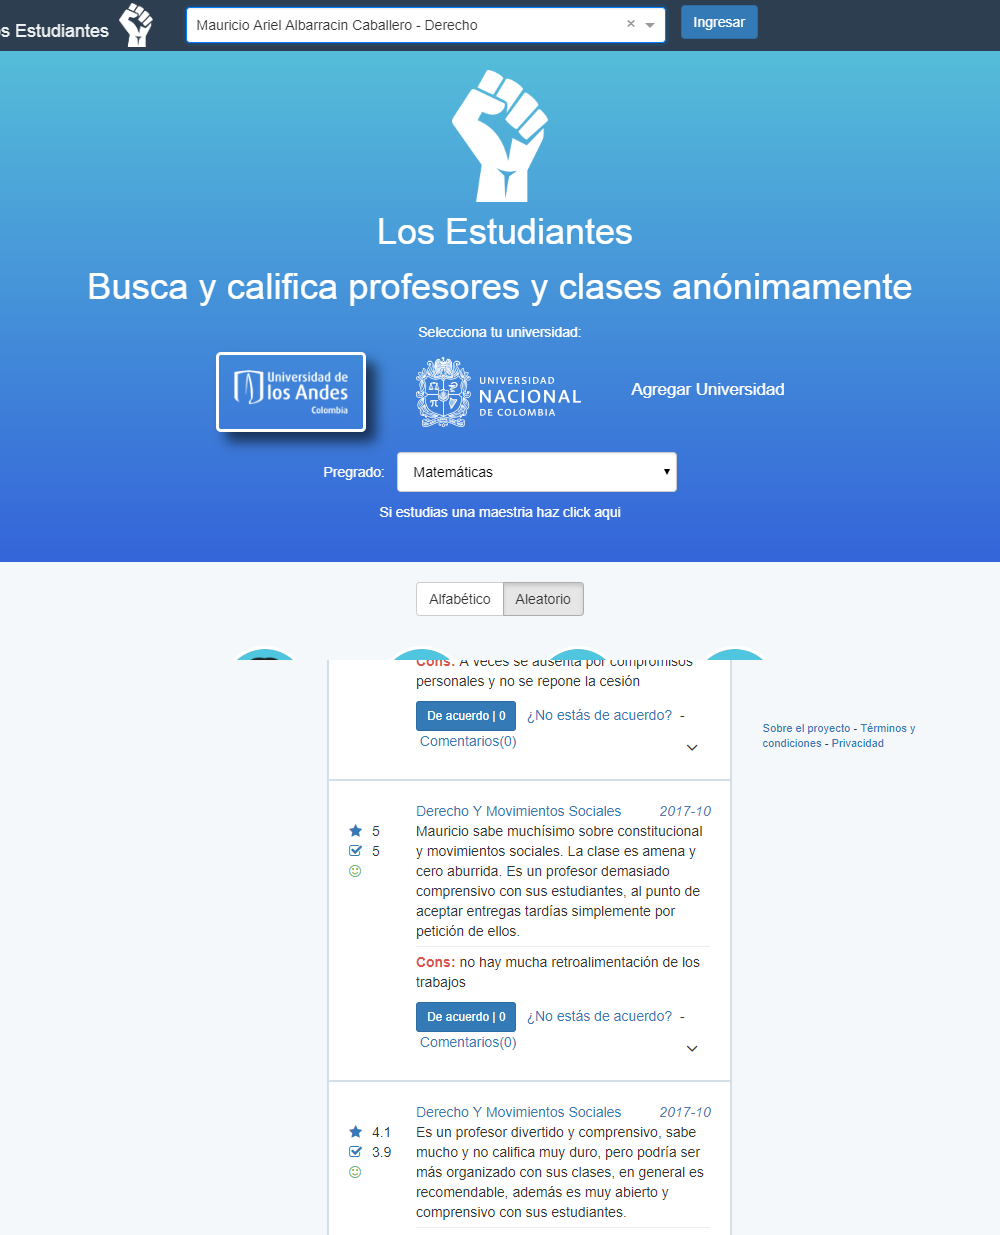 s Estudiantes
Mauricio Ariel Albarracin Caballero - Derecho
×
Ingresar
Los Estudiantes
Busca y califica profesores y clases anónimamente
Selecciona tu universidad:
Universidad de
los Andes
Colombia
UNIVERSIDAD
NACIONAL
DE COLOMBIA
Agregar Universidad
Pregrado:
Matemáticas
Si estudias una maestria haz click aqui
Alfabético
Aleatorio
Cons: A veces se ausenta por compromisos
personales y no se repone la cesión
De acuerdo | 0 ¿No estás de acuerdo? -
Comentarios(0)
Sobre el proyecto - Términos y
condiciones - Privacidad
Derecho Y Movimientos Sociales 2017-10
5
5
Mauricio sabe muchísimo sobre constitucional
y movimientos sociales. La clase es amena y
cero aburrida. Es un profesor demasiado
comprensivo con sus estudiantes, al punto de
aceptar entregas tardías simplemente por
petición de ellos.
Cons: no hay mucha retroalimentación de los
trabajos
De acuerdo | 0 ¿No estás de acuerdo? -
Comentarios(0)
Derecho Y Movimientos Sociales 2017-10
4.1
3.9
Es un profesor divertido y comprensivo, sabe
mucho y no califica muy duro, pero podría ser
más organizado con sus clases, en general es
recomendable, además es muy abierto y
comprensivo con sus estudiantes.